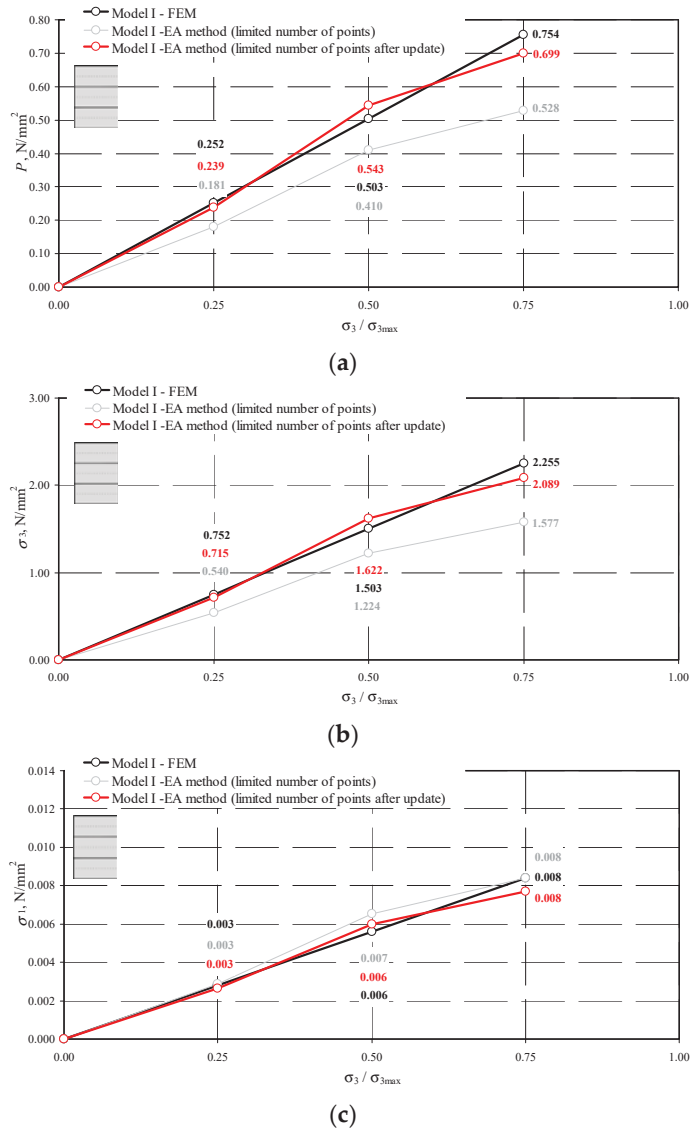 Model I - FEM
Model I -EA method (limited number of points)
Model I -EA method (limited number of points after update)
0.80
0.70
0.60
0.50
0.40
0.30
0.20
0.10
0.00
P, N/mm²
0.754
0.699
0.528
0.252
0.239
0.181
0.543
0.503
0.410
0.00 0.25 0.50 0.75 1.00
σ3 / σ3max
(a)
Model I - FEM
Model I -EA method (limited number of points)
Model I -EA method (limited number of points after update)
3.00
2.00
1.00
0.00
σ3, N/mm²
2.255
2.089
1.577
0.752
0.715
0.540
1.622
1.503
1.224
0.00 0.25 0.50 0.75 1.00
σ3 / σ3max
(b)
Model I - FEM
Model I -EA method (limited number of points)
Model I -EA method (limited number of points after update)
0.014
0.012
0.010
0.008
0.006
0.004
0.002
0.000
σ1, N/mm²
0.008
0.008
0.008
0.003
0.003
0.003
0.007
0.006
0.006
0.00 0.25 0.50 0.75 1.00
σ3 / σ3max
(c)